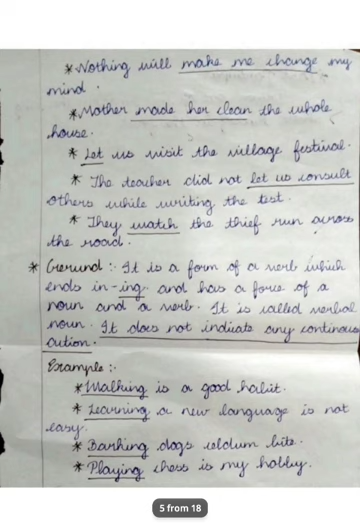 * Nothing will make me change my
mind.
* Mother made her clean the whole
house.
* Let us visit the village festival.
* The teacher did not let us consult
others while writing the test.
* They watch the thief run across
the road.
* Gerund :- It is a form of a verb which
ends in -ing. and has a force of a
noun and a verb. It is called verbal
noun. It does not indicate any continous
action.
Example :-
* Walking is a good habit.
* Learning a new language is not
easy.
* Barking dogs seldom bite.
* Playing chess is my hobby.
5 from 18